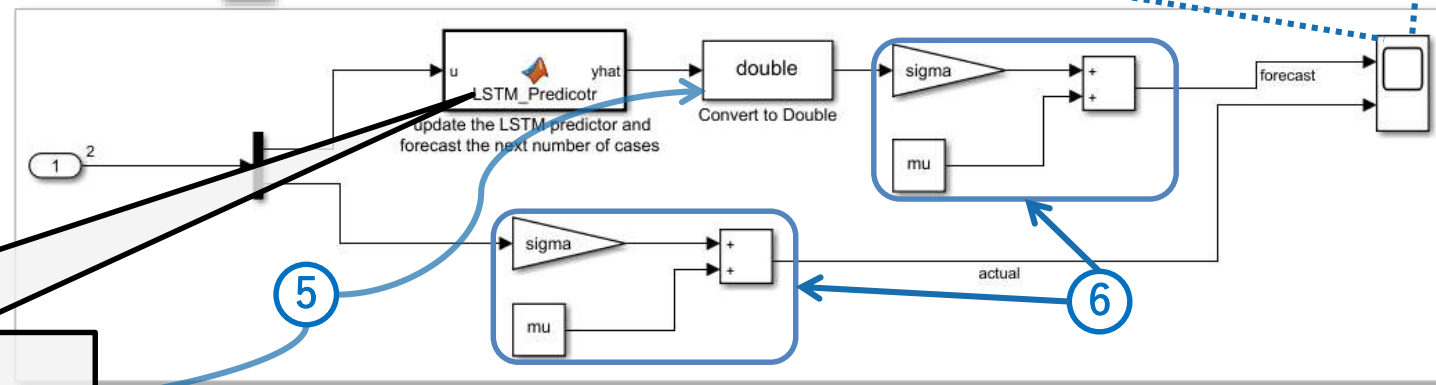 1
2
u
yhat
LSTM_Predicotr
update the LSTM predictor and
forecast the next number of cases
double
Convert to Double
sigma
mu
+
+
forecast
sigma
mu
+
+
actual
5
6